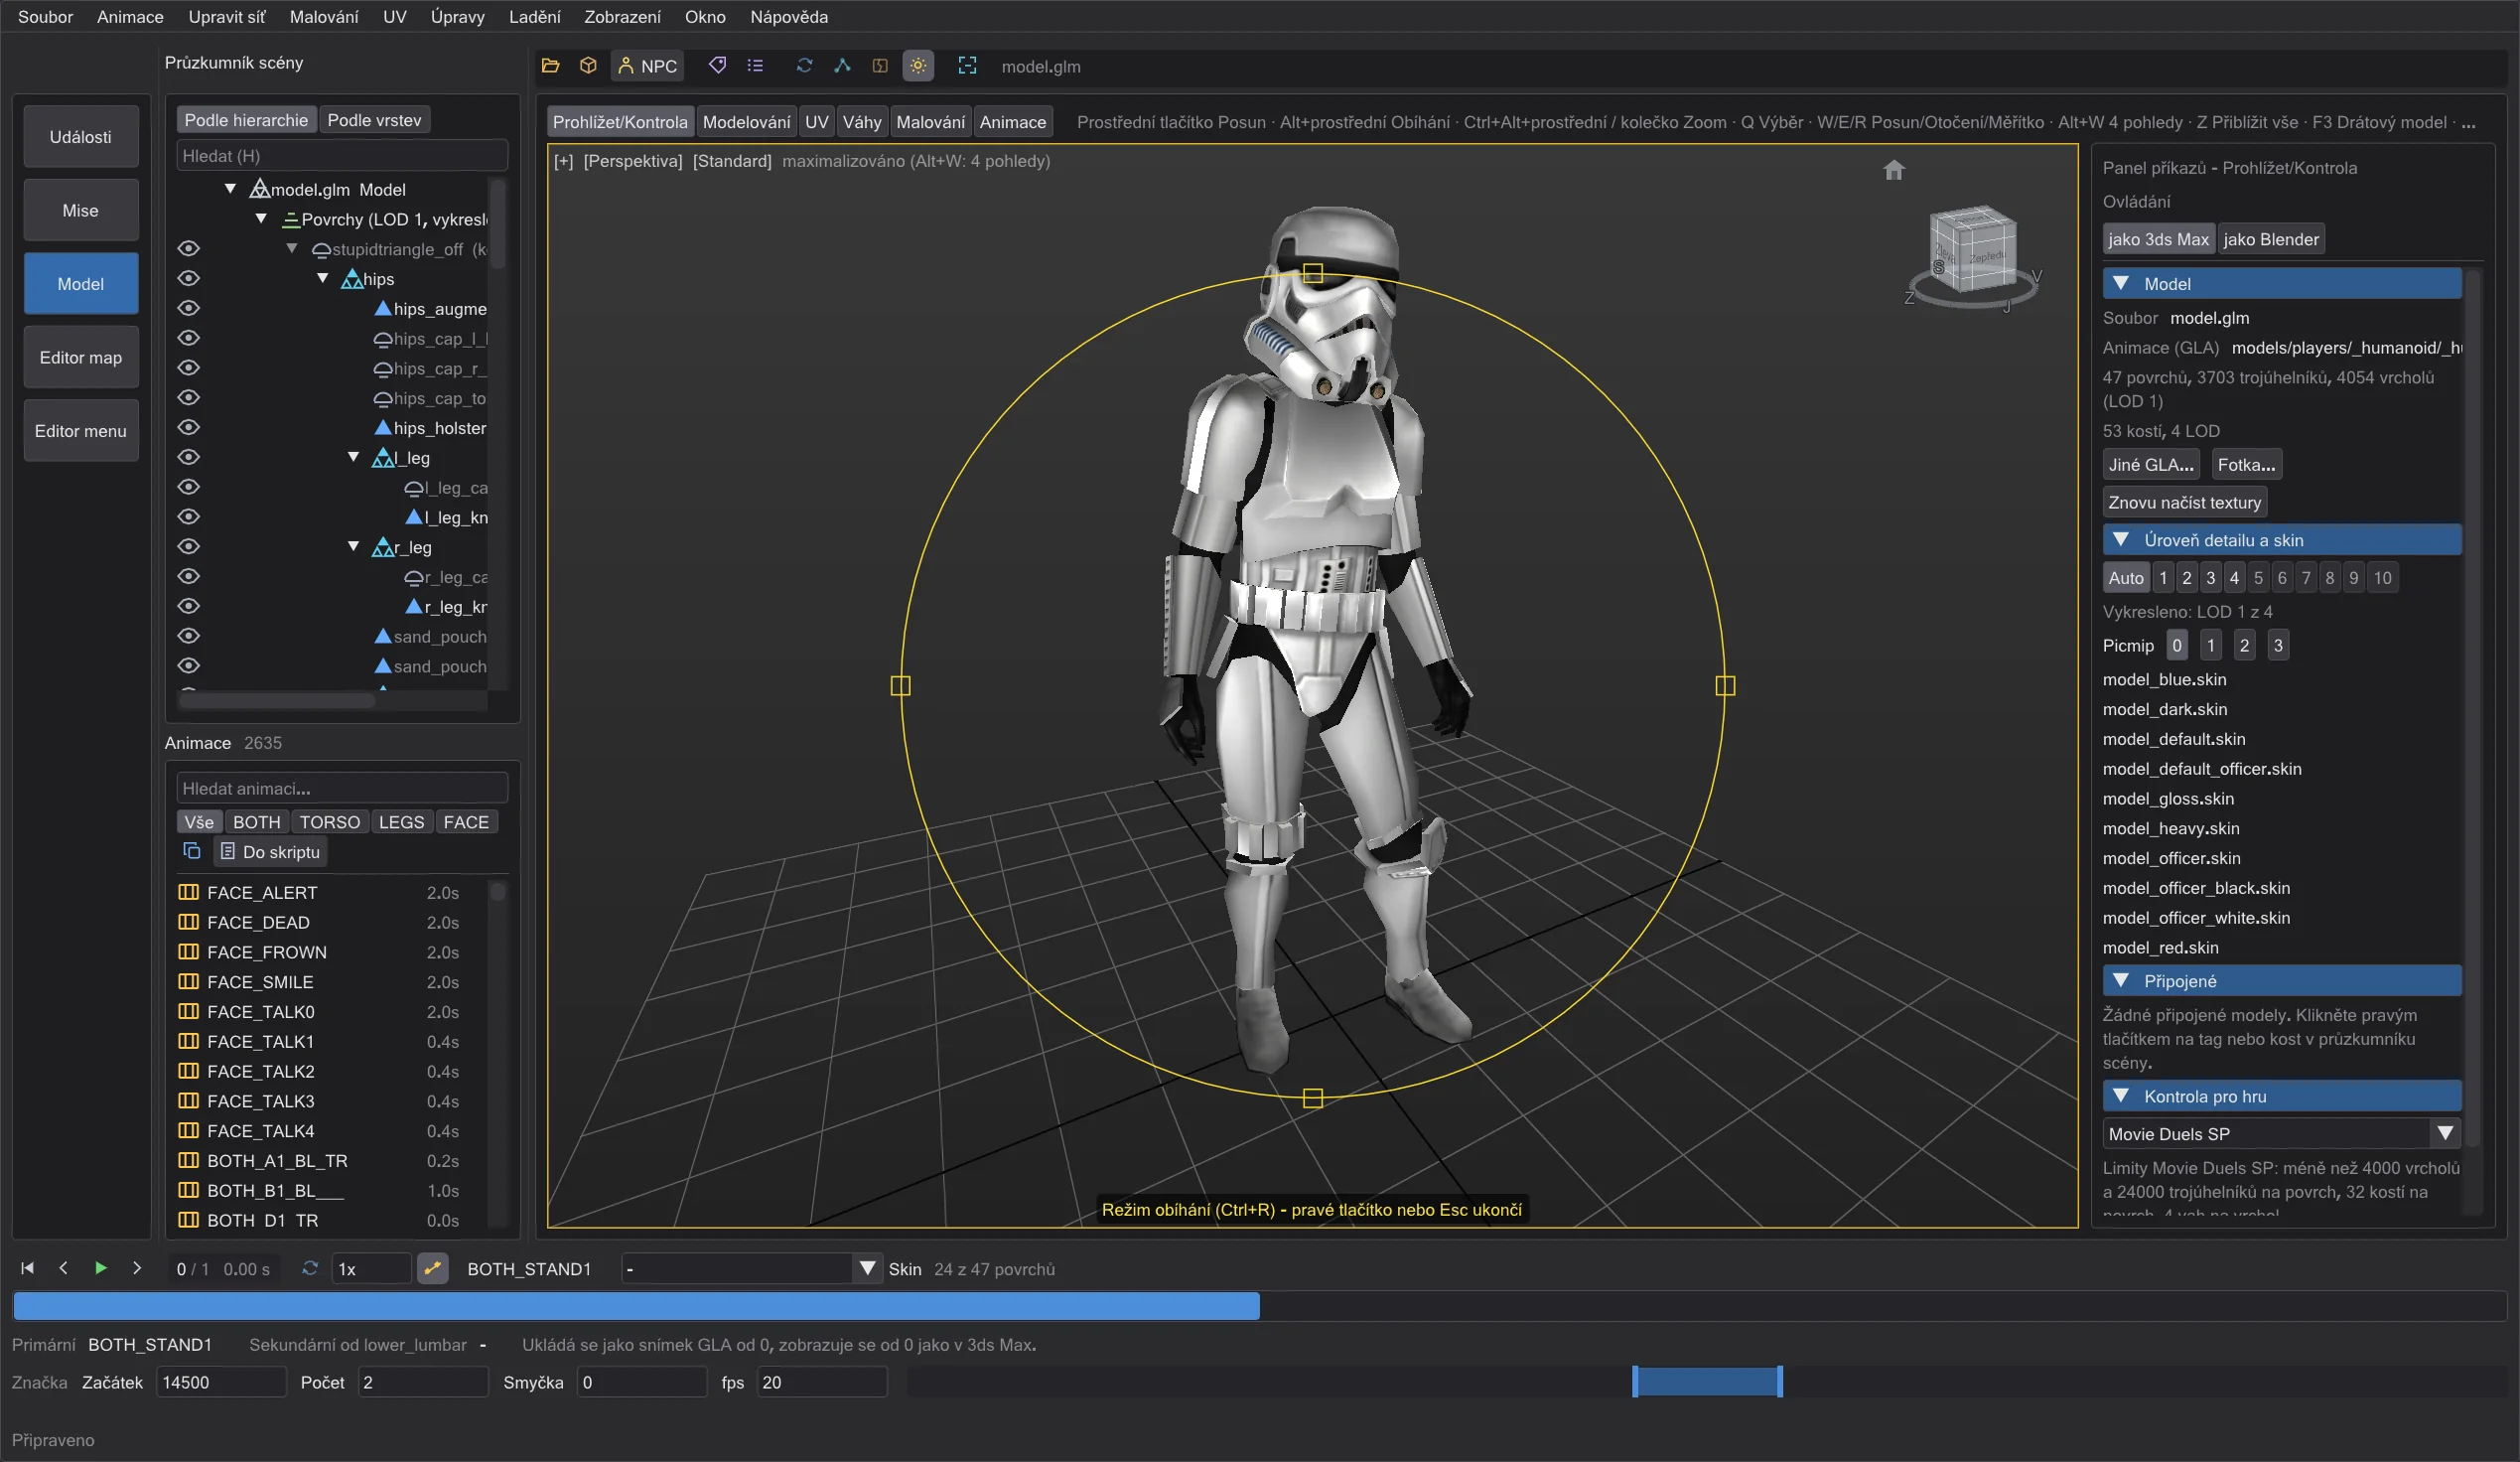 Soubor Animace Upravit síť Malování UV Úpravy Ladění Zobrazení Okno Nápověda
Průzkumník scény
NPC model.glm
Události
Mise
Model
Editor map
Editor menu
Podle hierarchie Podle vrstev
Hledat (H)
model.glm Model
Povrchy (LOD 1, vykresl
stupidtriangle_off (k
hips
hips_augme
hips_cap_l_l
hips_cap_r_
hips_cap_to
hips_holster
l_leg
l_leg_ca
l_leg_kn
r_leg
r_leg_ca
r_leg_kn
sand_pouch
sand_pouch
Animace 2635
Hledat animaci...
Vše BOTH TORSO LEGS FACE
Do skriptu
FACE_ALERT 2.0s
FACE_DEAD 2.0s
FACE_FROWN 2.0s
FACE_SMILE 2.0s
FACE_TALK0 2.0s
FACE_TALK1 0.4s
FACE_TALK2 0.4s
FACE_TALK3 0.4s
FACE_TALK4 0.4s
BOTH_A1_BL_TR 0.2s
BOTH_B1_BL___ 1.0s
BOTH_D1_TR 0.0s
Prohlížet/Kontrola Modelování UV Váhy Malování Animace Prostřední tlačítko Posun · Alt+prostřední Obíhání · Ctrl+Alt+prostřední / kolečko Zoom · Q Výběr · W/E/R Posun/Otočení/Měřítko · Alt+W 4 pohledy · Z Přiblížit vše · F3 Drátový model · ...
[+] [Perspektiva] [Standard] maximalizováno (Alt+W: 4 pohledy)
Zepředu
S
V
Z
J
Režim obíhání (Ctrl+R) - pravé tlačítko nebo Esc ukončí
Panel příkazů - Prohlížet/Kontrola
Ovládání
jako 3ds Max jako Blender
Model
Soubor model.glm
Animace (GLA) models/players/_humanoid/_h
47 povrchů, 3703 trojúhelníků, 4054 vrcholů
(LOD 1)
53 kostí, 4 LOD
Jiné GLA... Fotka...
Znovu načíst textury
Úroveň detailu a skin
Auto 1 2 3 4 5 6 7 8 9 10
Vykresleno: LOD 1 z 4
Picmip 0 1 2 3
model_blue.skin
model_dark.skin
model_default.skin
model_default_officer.skin
model_gloss.skin
model_heavy.skin
model_officer.skin
model_officer_black.skin
model_officer_white.skin
model_red.skin
Připojené
Žádné připojené modely. Klikněte pravým
tlačítkem na tag nebo kost v průzkumníku
scény.
Kontrola pro hru
Movie Duels SP
Limity Movie Duels SP: méně než 4000 vrcholů
a 24000 trojúhelníků na povrch, 32 kostí na
povrch, 4 vah na vrchol
0 / 1 0.00 s 1x BOTH_STAND1 - Skin 24 z 47 povrchů
Primární BOTH_STAND1 Sekundární od lower_lumbar - Ukládá se jako snímek GLA od 0, zobrazuje se od 0 jako v 3ds Max.
Značka Začátek 14500 Počet 2 Smyčka 0 fps 20
Připraveno